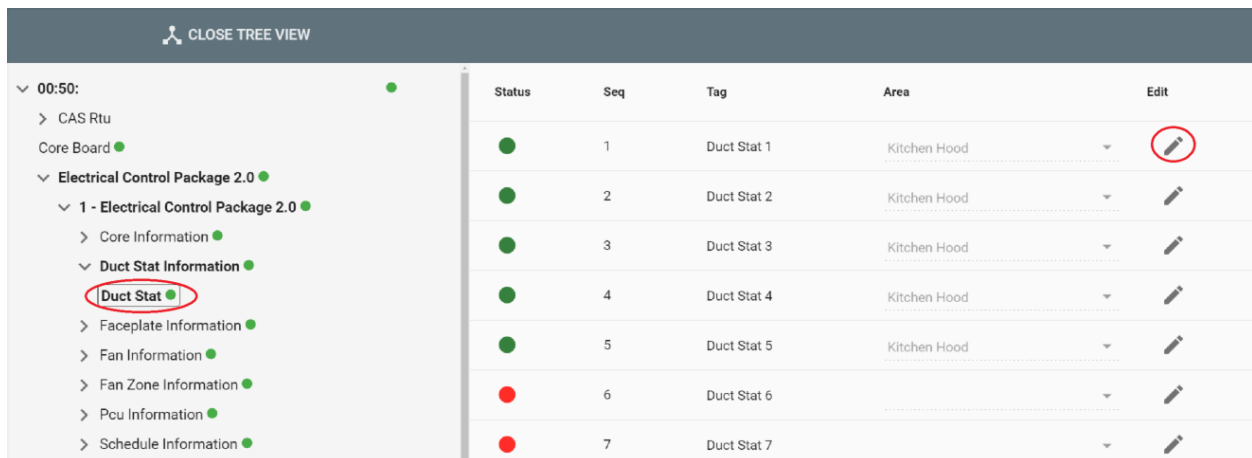 CLOSE TREE VIEW
00:50:
CAS Rtu
Core Board
Electrical Control Package 2.0
1 - Electrical Control Package 2.0
Core Information
Duct Stat Information
Duct Stat
Faceplate Information
Fan Information
Fan Zone Information
Pcu Information
Schedule Information
Status Seq Tag Area Edit
1 Duct Stat 1 Kitchen Hood
2 Duct Stat 2 Kitchen Hood
3 Duct Stat 3 Kitchen Hood
4 Duct Stat 4 Kitchen Hood
5 Duct Stat 5 Kitchen Hood
6 Duct Stat 6
7 Duct Stat 7